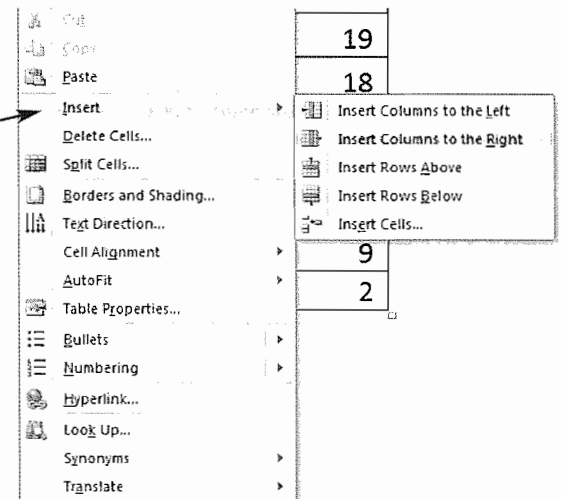 Cut
Copy
Paste
Insert
Delete Cells...
Split Cells...
Borders and Shading...
Text Direction...
Cell Alignment
AutoFit
Table Properties...
Bullets
Numbering
Hyperlink...
Look Up...
Synonyms
Translate
19
18
Insert Columns to the Left
Insert Columns to the Right
Insert Rows Above
Insert Rows Below
Insert Cells...
9
2